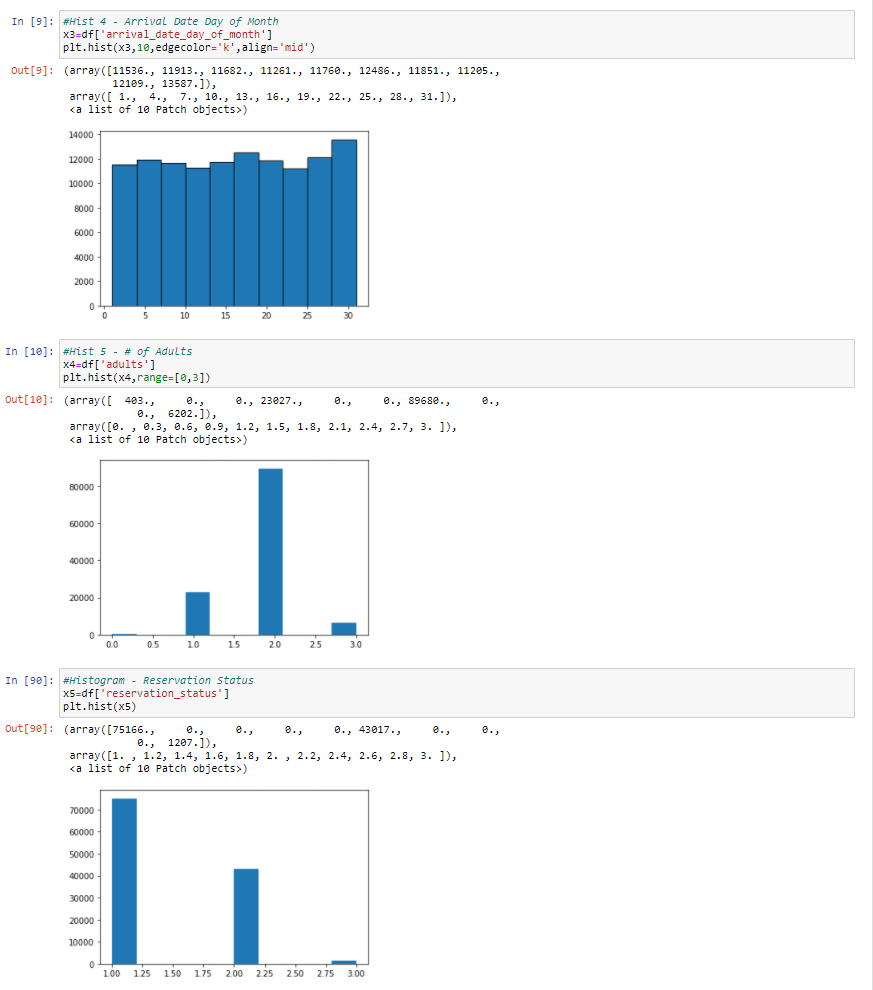 In [9]: #Hist 4 - Arrival Date Day of Month
x3=df['arrival_date_day_of_month']
plt.hist(x3,10,edgecolor='k',align='mid')
Out[9]: (array([11536., 11913., 11682., 11261., 11760., 12486., 11851., 11205.,
12109., 13587.]),
array([ 1., 4., 7., 10., 13., 16., 19., 22., 25., 28., 31.]),
<a list of 10 Patch objects>)
14000
12000
10000
8000
6000
4000
2000
0
0 5 10 15 20 25 30
In [10]: #Hist 5 - # of Adults
x4=df['adults']
plt.hist(x4,range=[0,3])
Out[10]: (array([ 403., 0., 0., 23027., 0., 0., 89680., 0.,
0., 6202.]),
array([0. , 0.3, 0.6, 0.9, 1.2, 1.5, 1.8, 2.1, 2.4, 2.7, 3. ]),
<a list of 10 Patch objects>)
80000
60000
40000
20000
0
0.0 0.5 1.0 1.5 2.0 2.5 3.0
In [90]: #Histogram - Reservation Status
x5=df['reservation_status']
plt.hist(x5)
Out[90]: (array([75166., 0., 0., 0., 0., 43017., 0., 0.,
0., 1207.]),
array([1. , 1.2, 1.4, 1.6, 1.8, 2. , 2.2, 2.4, 2.6, 2.8, 3. ]),
<a list of 10 Patch objects>)
70000
60000
50000
40000
30000
20000
10000
0
1.00 1.25 1.50 1.75 2.00 2.25 2.50 2.75 3.00